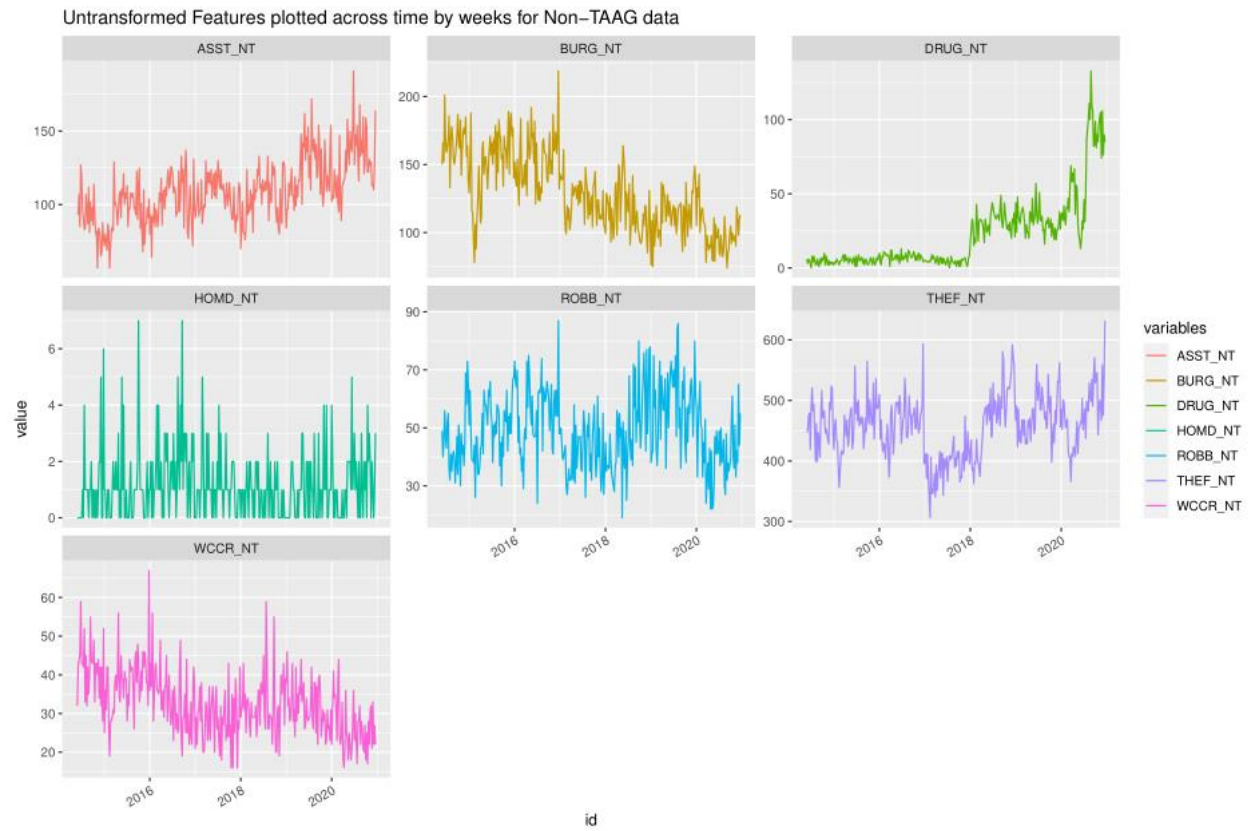 Untransformed Features plotted across time by weeks for Non−TAAG data
ASST_NT
BURG_NT
DRUG_NT
150
100
200
150
100
100
50
0
HOMD_NT
ROBB_NT
THEF_NT
6
4
2
0
90
70
50
30
600
500
400
300
2016
2018
2020
2016
2018
2020
WCCR_NT
60
50
40
30
20
2016
2018
2020
value
id
variables
ASST_NT
BURG_NT
DRUG_NT
HOMD_NT
ROBB_NT
THEF_NT
WCCR_NT